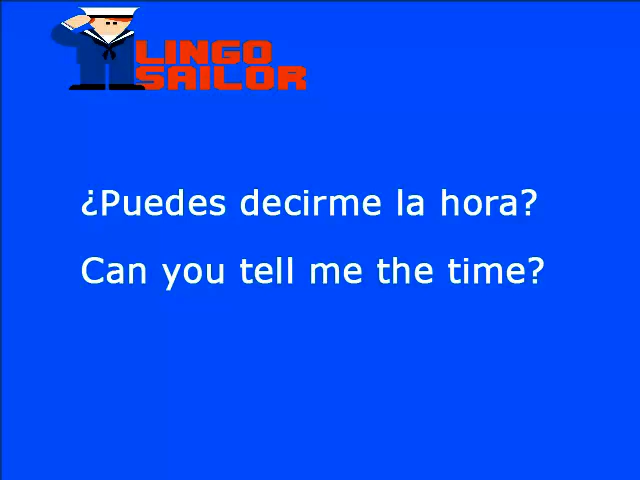 LINGO
SAILOR
¿Puedes decirme la hora?
Can you tell me the time?